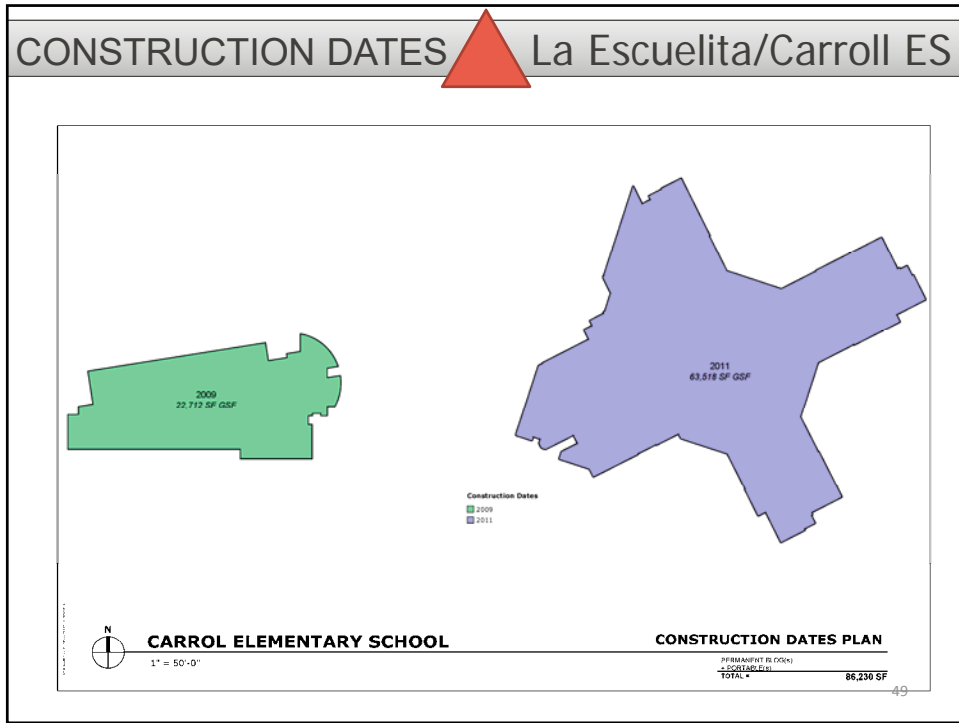 CONSTRUCTION DATES La Escuelita/Carroll ES
2009
22,712 SF GSF
2011
63,518 SF GSF
Construction Dates
2009
2011
N
CARROL ELEMENTARY SCHOOL
1" = 50'-0"
CONSTRUCTION DATES PLAN
PERMANENT BLDG(s)
+ PORTABLE(s)
TOTAL = 86,230 SF
49